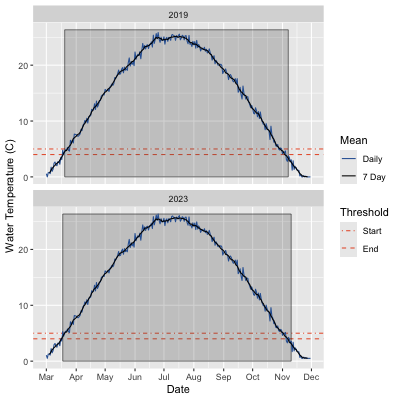 2019
20
10
0
2023
20
10
0
Water Temperature (C)
Mar Apr May Jun Jul Aug Sep Oct Nov Dec
Date
Mean
Daily
7 Day
Threshold
Start
End